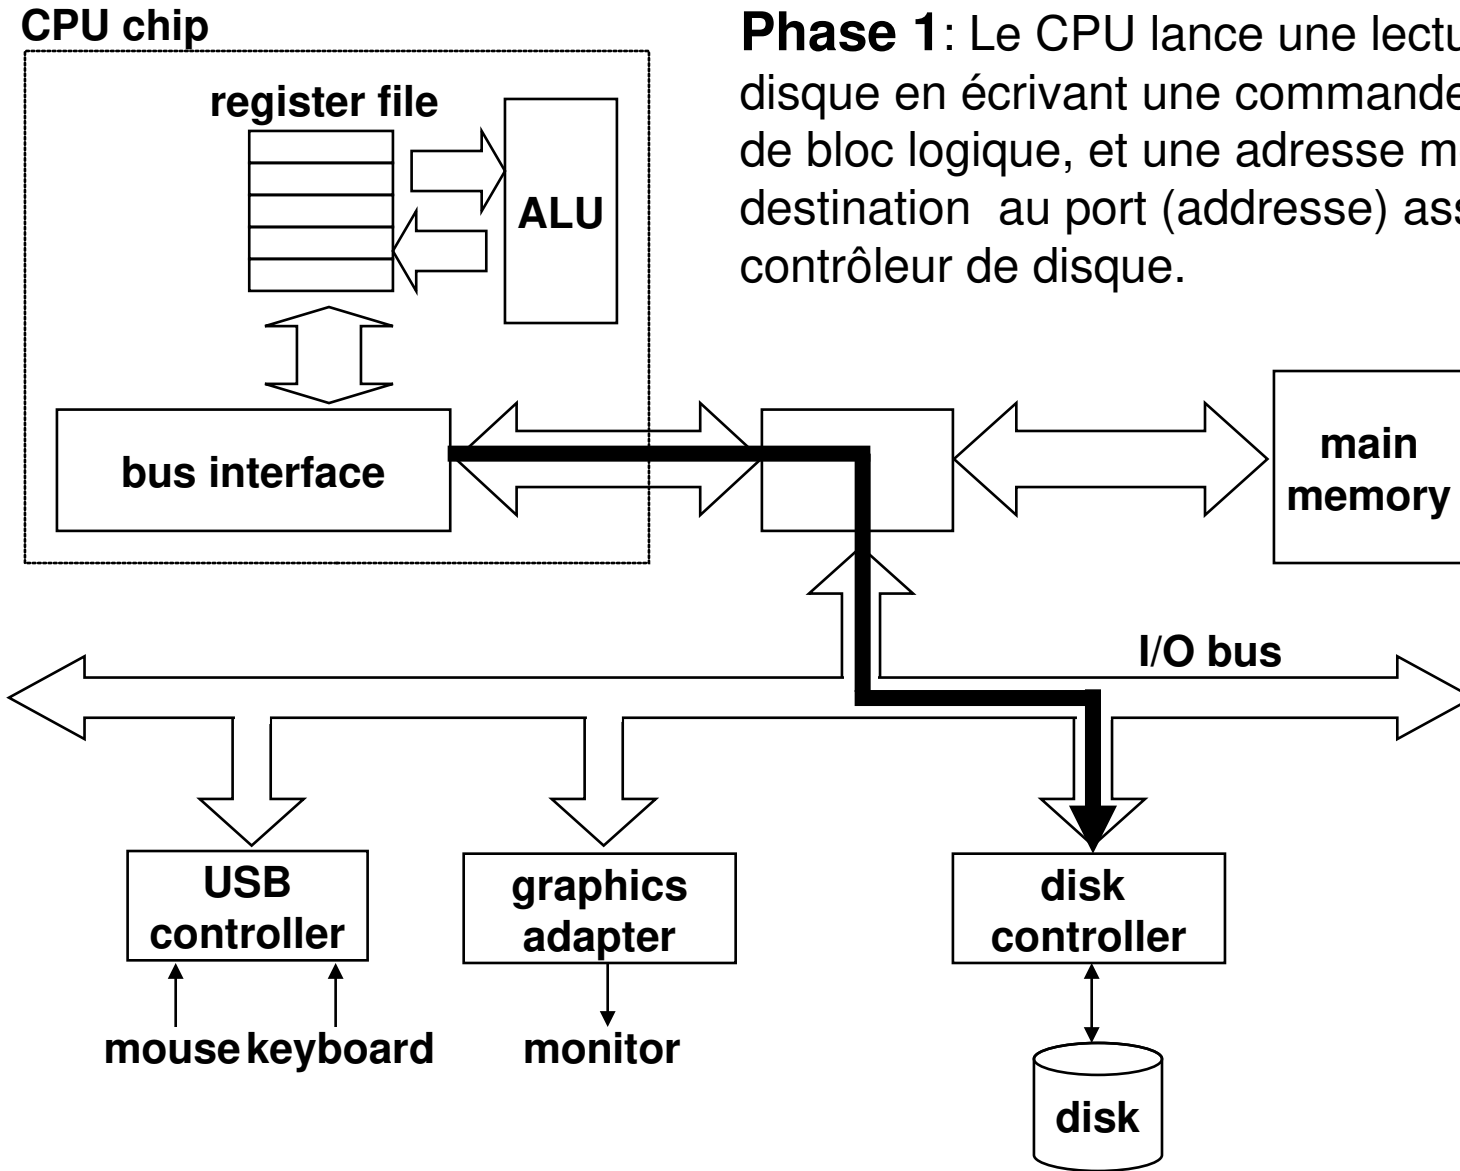 CPU chip
Phase 1: Le CPU lance une
disque en écrivant une commande
de bloc logique, et une adresse
destination au port (addresse)
contrôleur de disque.
register file
ALU
bus interface
main
memory
I/O bus
USB
controller
graphics
adapter
disk
controller
mouse keyboard
monitor
disk